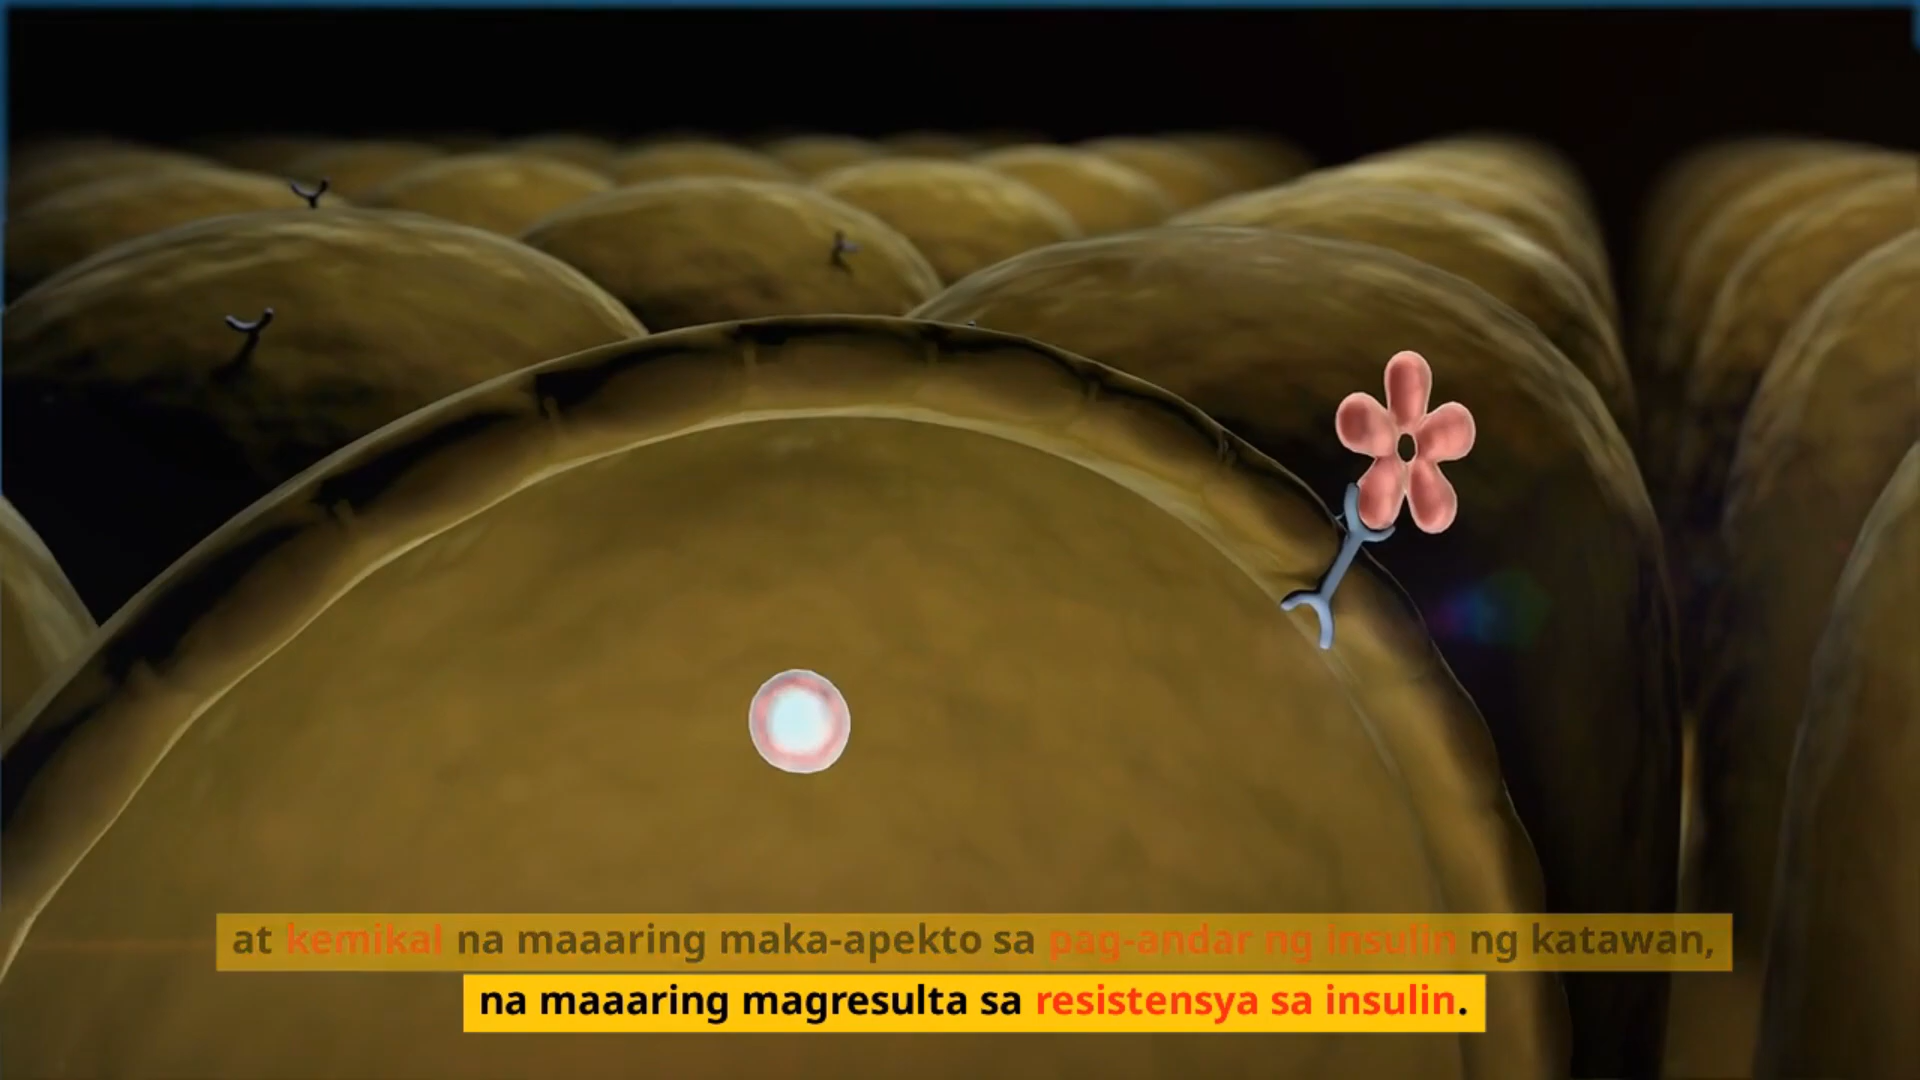 at kemikal na maaaring maka-apekto sa pag-andar ng insulin ng katawan,
na maaaring magresulta sa resistensya sa insulin.